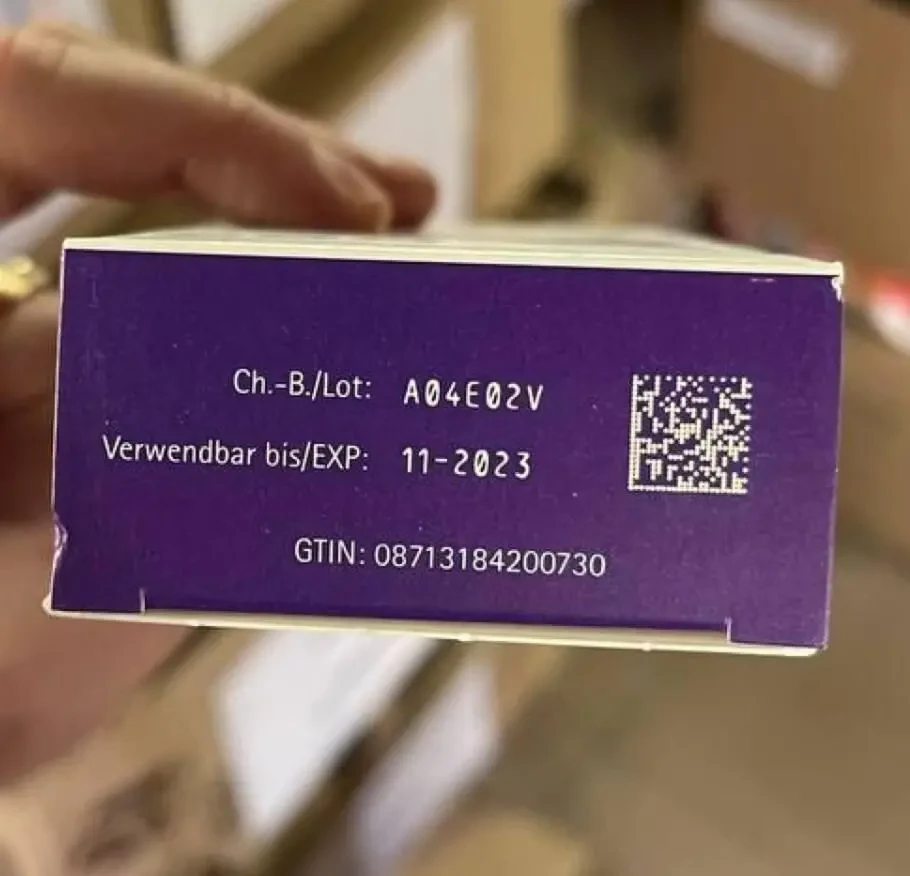 Ch.-B./Lot: A04E02V
Verwendbar bis/EXP: 11-2023
GTIN: 08713184200730